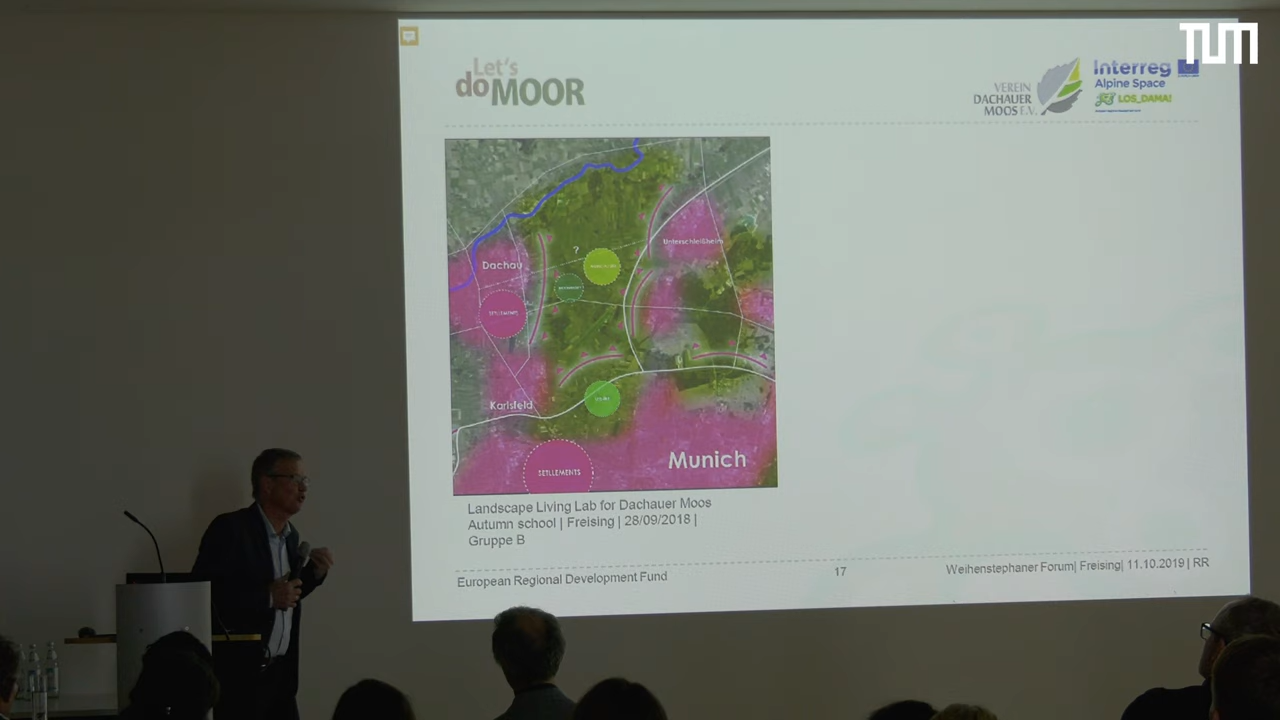 TUM
Let's
do MOOR
VEREIN
DACHAUER
MOOS E.V.
Interreg
Alpine Space
LOS_DAMA!
Unterschleißheim
?
Dachau
SETLLEMENTS
Karlsfeld
SETLLEMENTS
Munich
Landscape Living Lab for Dachauer Moos
Autumn school | Freising | 28/09/2018 |
Gruppe B
European Regional Development Fund
17
Weihenstephaner Forum| Freising| 11.10.2019 | RR